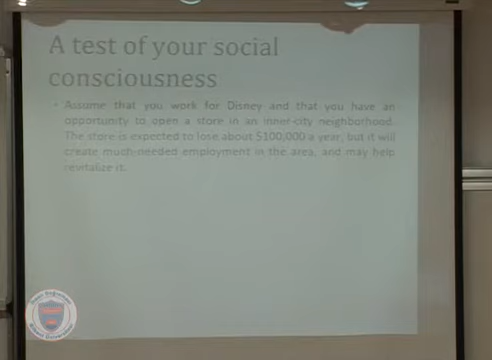 A test of your social
consciousness
• Assume that you work for Disney and that you have an
opportunity to open a store in an inner-city neighborhood.
The store is expected to lose about $100,000 a year, but it will
create much-needed employment in the area, and may help
revitalize it.